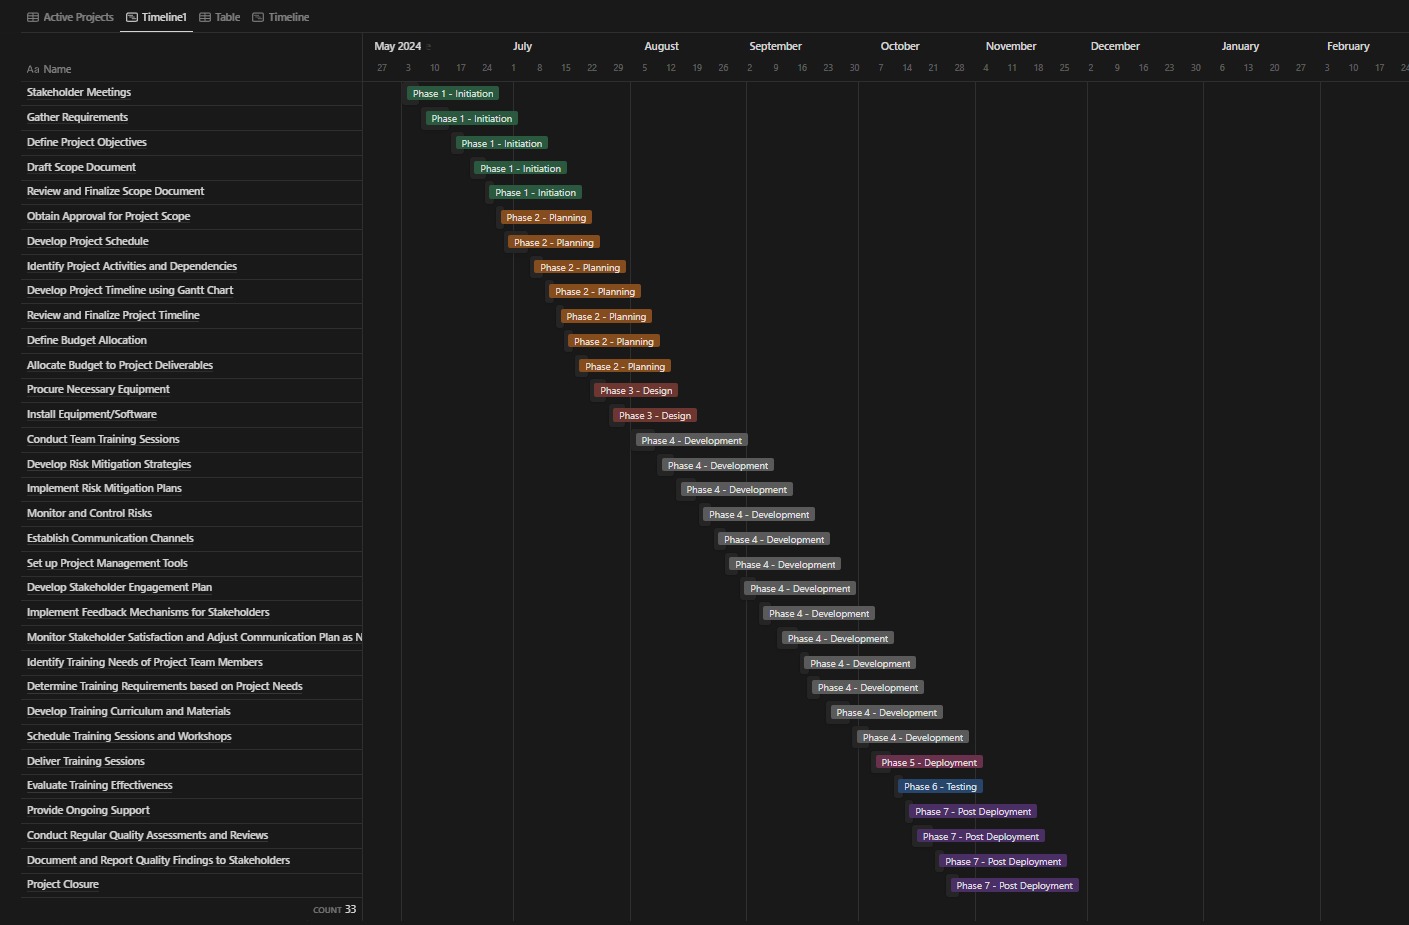 Active Projects Timeline1 Table Timeline
May 2024 July August September October November December January February
Aa Name 27 3 10 17 24 1 8 15 22 29 5 12 19 26 2 9 16 23 30 7 14 21 28 4 11 18 25 2 9 16 23 30 6 13 20 27 3 10 17 24
Stakeholder Meetings Phase 1 - Initiation
Gather Requirements Phase 1 - Initiation
Define Project Objectives Phase 1 - Initiation
Draft Scope Document Phase 1 - Initiation
Review and Finalize Scope Document Phase 1 - Initiation
Obtain Approval for Project Scope Phase 2 - Planning
Develop Project Schedule Phase 2 - Planning
Identify Project Activities and Dependencies Phase 2 - Planning
Develop Project Timeline using Gantt Chart Phase 2 - Planning
Review and Finalize Project Timeline Phase 2 - Planning
Define Budget Allocation Phase 2 - Planning
Allocate Budget to Project Deliverables Phase 2 - Planning
Procure Necessary Equipment Phase 3 - Design
Install Equipment/Software Phase 3 - Design
Conduct Team Training Sessions Phase 4 - Development
Develop Risk Mitigation Strategies Phase 4 - Development
Implement Risk Mitigation Plans Phase 4 - Development
Monitor and Control Risks Phase 4 - Development
Establish Communication Channels Phase 4 - Development
Set up Project Management Tools Phase 4 - Development
Develop Stakeholder Engagement Plan Phase 4 - Development
Implement Feedback Mechanisms for Stakeholders Phase 4 - Development
Monitor Stakeholder Satisfaction and Adjust Communication Plan as N Phase 4 - Development
Identify Training Needs of Project Team Members Phase 4 - Development
Determine Training Requirements based on Project Needs Phase 4 - Development
Develop Training Curriculum and Materials Phase 4 - Development
Schedule Training Sessions and Workshops Phase 4 - Development
Deliver Training Sessions Phase 5 - Deployment
Evaluate Training Effectiveness Phase 6 - Testing
Provide Ongoing Support Phase 7 - Post Deployment
Conduct Regular Quality Assessments and Reviews Phase 7 - Post Deployment
Document and Report Quality Findings to Stakeholders Phase 7 - Post Deployment
Project Closure Phase 7 - Post Deployment
COUNT 33